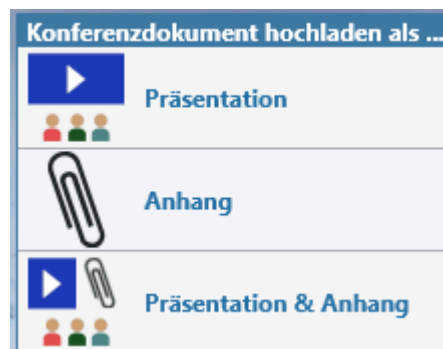 Konferenzdokument hochladen als ...
Präsentation
Anhang
Präsentation & Anhang